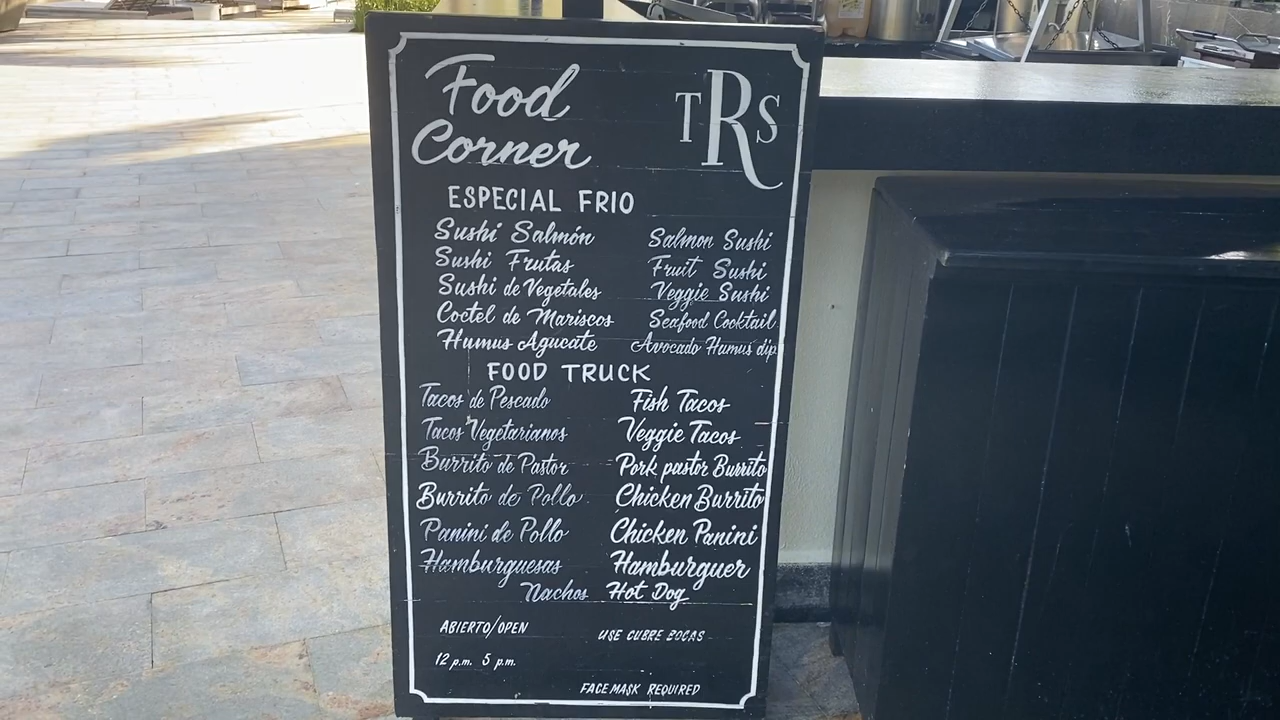 Food
Corner
TRS
ESPECIAL FRIO
Sushi Salmón Salmon Sushi
Sushi Frutas Fruit Sushi
Sushi de Vegetales Veggie Sushi
Coctel de Mariscos Seafood Cocktail
Humus Agucate Avocado Humus dip
FOOD TRUCK
Tacos de Pescado Fish Tacos
Tacos Vegetarianos Veggie Tacos
Burrito de Pastor Pork pastor Burrito
Burrito de Pollo Chicken Burrito
Panini de Pollo Chicken Panini
Hamburguesas Hamburguer
Nachos Hot Dog
ABIERTO/OPEN USE CUBRE BOCAS
12 p.m. 5 p.m.
FACE MASK REQUIRED